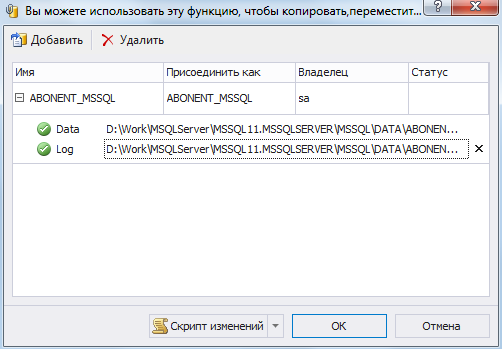 Вы можете использовать эту функцию, чтобы копировать,переместит...
Добавить Удалить
Имя Присоединить как Владелец Статус
ABONENT_MSSQL ABONENT_MSSQL sa
Data D:\Work\MSQLServer\MSSQL11.MSSQLSERVER\MSSQL\DATA\ABONEN...
Log D:\Work\MSQLServer\MSSQL11.MSSQLSERVER\MSSQL\DATA\ABONEN...
Скрипт изменений OK Отмена